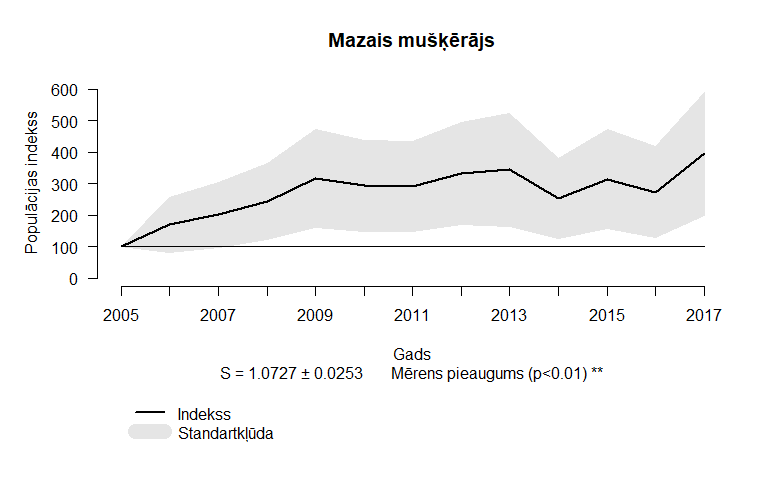 Mazais mušķērājs
Populācijas indekss
600
500
400
300
200
100
0
2005 2007 2009 2011 2013 2015 2017
Gads
S = 1.0727 ± 0.0253 Mērens pieaugums (p<0.01) **
Indekss
Standartkļūda